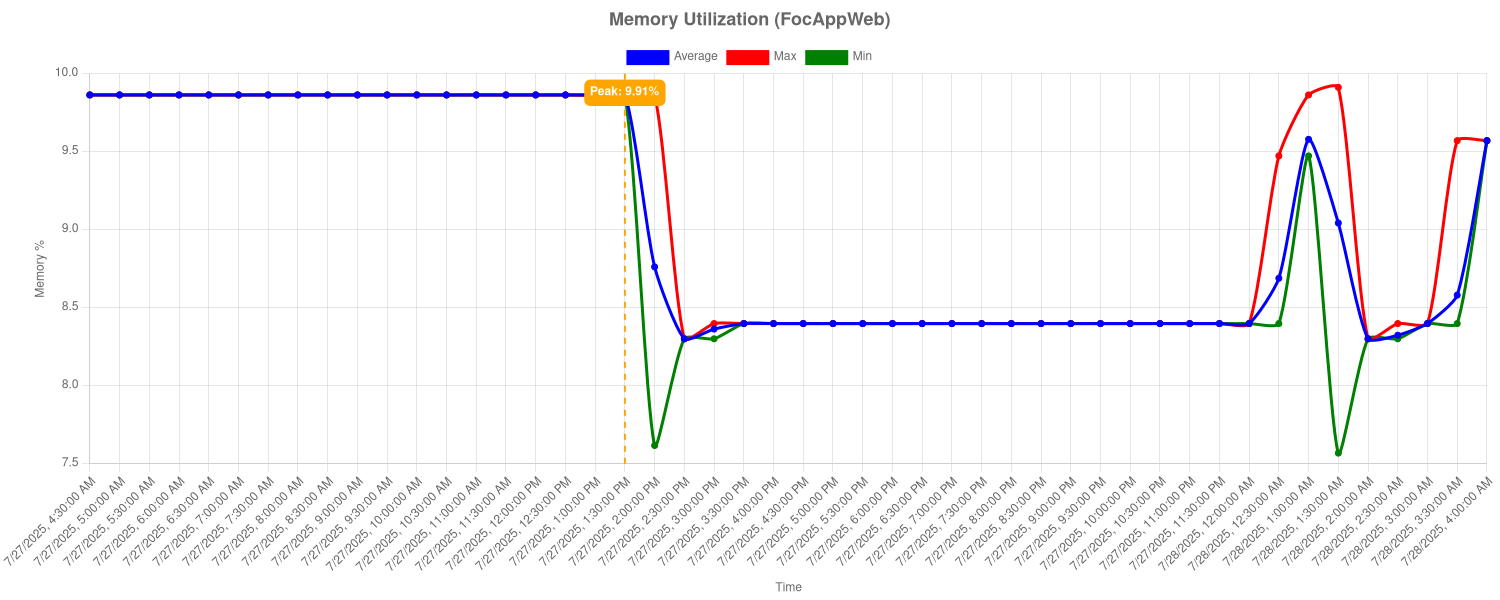 Memory Utilization (FocAppWeb)
Average Max Min
10.0
Peak: 9.91%
9.5
9.0
8.5
8.0
7.5
Memory %
7/27/2025, 4:30:00 AM
7/27/2025, 5:00:00 AM
7/27/2025, 5:30:00 AM
7/27/2025, 6:00:00 AM
7/27/2025, 6:30:00 AM
7/27/2025, 7:00:00 AM
7/27/2025, 7:30:00 AM
7/27/2025, 8:00:00 AM
7/27/2025, 8:30:00 AM
7/27/2025, 9:00:00 AM
7/27/2025, 9:30:00 AM
7/27/2025, 10:00:00 AM
7/27/2025, 10:30:00 AM
7/27/2025, 11:00:00 AM
7/27/2025, 11:30:00 AM
7/27/2025, 12:00:00 PM
7/27/2025, 12:30:00 PM
7/27/2025, 1:00:00 PM
7/27/2025, 1:30:00 PM
7/27/2025, 2:00:00 PM
7/27/2025, 2:30:00 PM
7/27/2025, 3:00:00 PM
7/27/2025, 3:30:00 PM
7/27/2025, 4:00:00 PM
7/27/2025, 4:30:00 PM
7/27/2025, 5:00:00 PM
7/27/2025, 5:30:00 PM
7/27/2025, 6:00:00 PM
7/27/2025, 6:30:00 PM
7/27/2025, 7:00:00 PM
7/27/2025, 7:30:00 PM
7/27/2025, 8:00:00 PM
7/27/2025, 8:30:00 PM
7/27/2025, 9:00:00 PM
7/27/2025, 9:30:00 PM
7/27/2025, 10:00:00 PM
7/27/2025, 10:30:00 PM
7/27/2025, 11:00:00 PM
7/27/2025, 11:30:00 PM
7/28/2025, 12:00:00 AM
7/28/2025, 12:30:00 AM
7/28/2025, 1:00:00 AM
7/28/2025, 1:30:00 AM
7/28/2025, 2:00:00 AM
7/28/2025, 2:30:00 AM
7/28/2025, 3:00:00 AM
7/28/2025, 3:30:00 AM
7/28/2025, 4:00:00 AM
Time